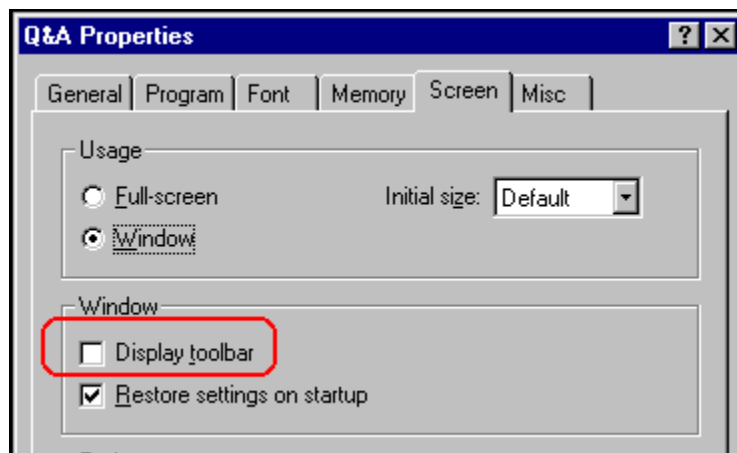 Q&A Properties
General Program Font Memory Screen Misc
Usage
Full-screen Initial size: Default
Window
Window
Display toolbar
Restore settings on startup